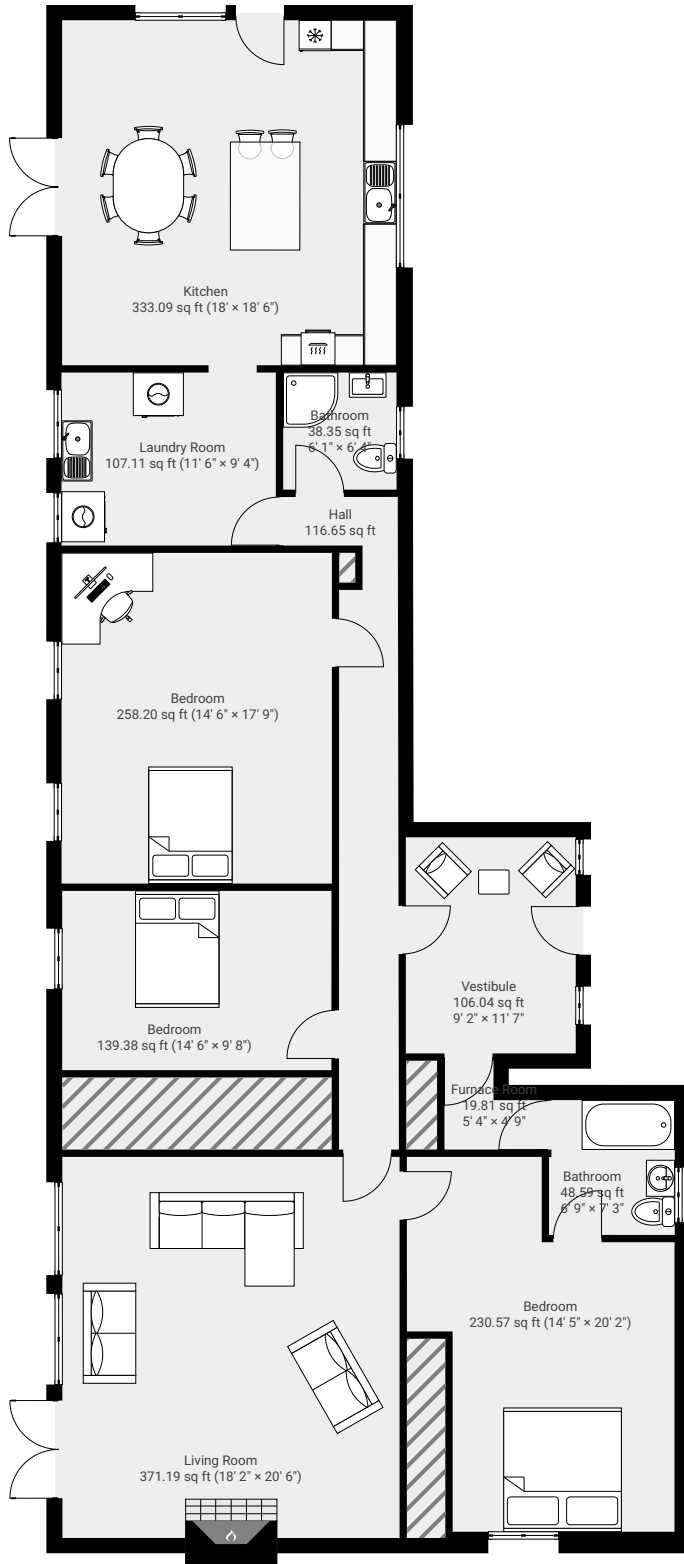 Kitchen
333.09 sq ft (18' × 18' 6")
Bathroom
38.35 sq ft
6' 1" × 6' 4"
Laundry Room
107.11 sq ft (11' 6" × 9' 4")
Hall
116.65 sq ft
Bedroom
258.20 sq ft (14' 6" × 17' 9")
Vestibule
106.04 sq ft
9' 2" × 11' 7"
Bedroom
139.38 sq ft (14' 6" × 9' 8")
Furnace Room
19.81 sq ft
5' 4" × 4' 9"
Bathroom
48.59 sq ft
6' 9" × 7' 3"
Bedroom
230.57 sq ft (14' 5" × 20' 2")
Living Room
371.19 sq ft (18' 2" × 20' 6")